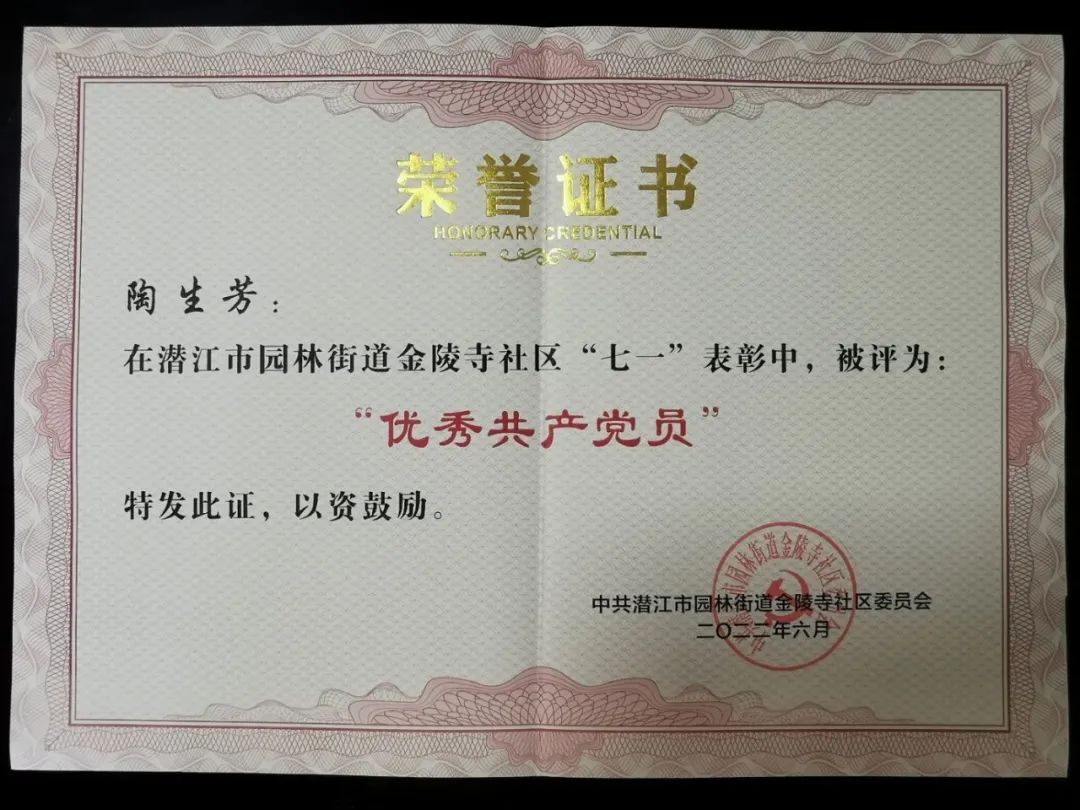 荣誉证书
HONORARY CREDENTIAL
陶生芳：
在潜江市园林街道金陵寺社区“七一”表彰中，被评为：
“优秀共产党员”
特发此证，以资鼓励。
中共潜江市园林街道金陵寺社区委员会
二〇二二年六月